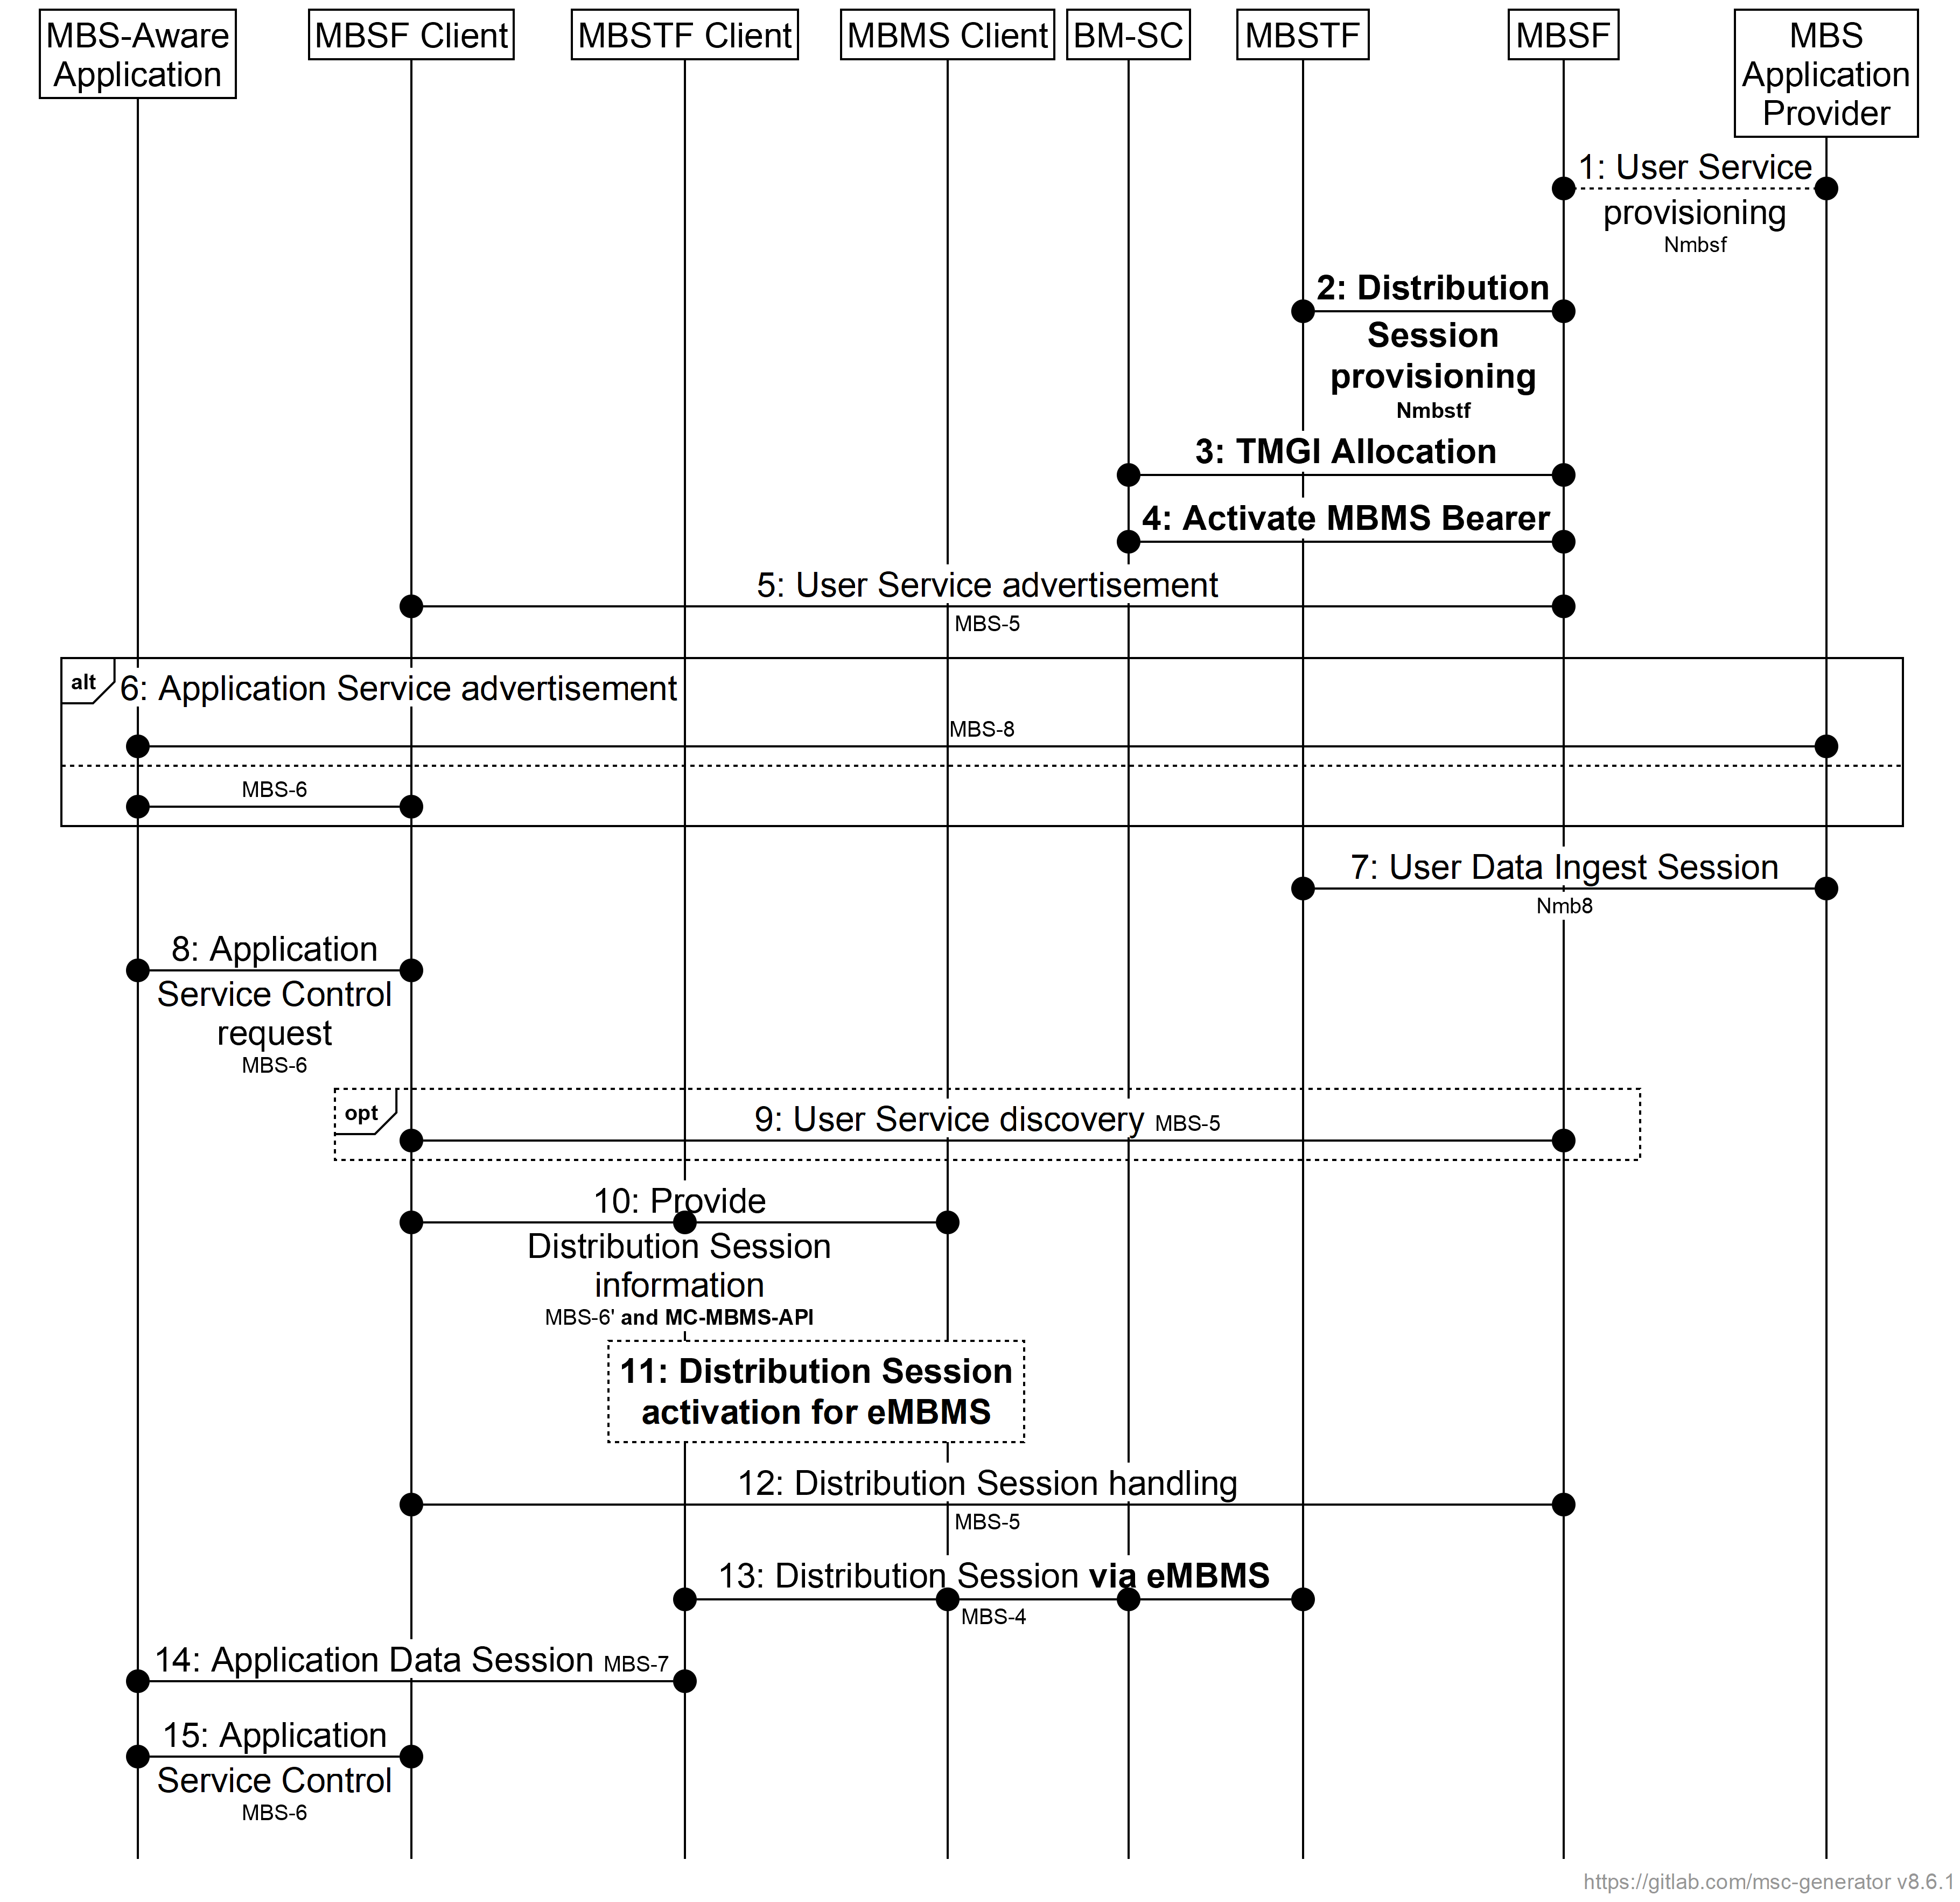 MBS-Aware
Application
MBSF Client
MBSTF Client
MBMS Client
BM-SC
MBSTF
MBSF
MBS
Application
Provider
1: User Service
provisioning
Nmbsf
2: Distribution
Session
provisioning
Nmbstf
3: TMGI Allocation
4: Activate MBMS Bearer
5: User Service advertisement
MBS-5
alt
6: Application Service advertisement
MBS-8
MBS-6
7: User Data Ingest Session
Nmb8
8: Application
Service Control
request
MBS-6
opt
9: User Service discovery MBS-5
10: Provide
Distribution Session
information
MBS-6' and MC-MBMS-API
11: Distribution Session
activation for eMBMS
12: Distribution Session handling
MBS-5
13: Distribution Session via eMBMS
MBS-4
14: Application Data Session MBS-7
15: Application
Service Control
MBS-6
https://gitlab.com/msc-generator v8.6.1